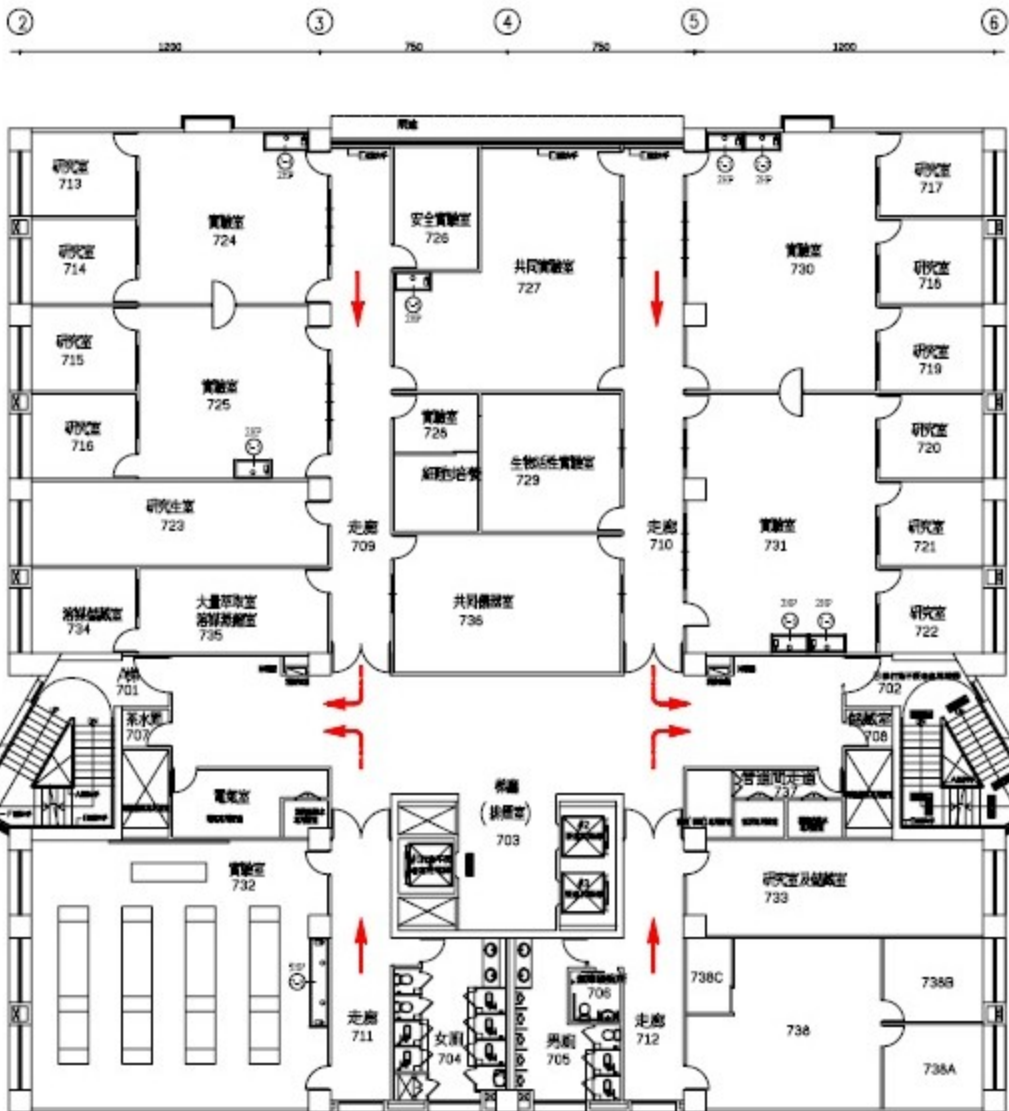 2
3
4
5
6
1200
750
750
1200
研究室
713
實驗室
724
安全實驗室
726
共同實驗室
727
實驗室
730
研究室
717
研究室
714
研究室
718
研究室
715
實驗室
725
研究室
719
研究室
716
實驗室
728
細胞培養
生物活性實驗室
729
研究室
720
研究生室
723
走廊
709
走廊
710
實驗室
731
研究室
721
溶媒儲藏室
734
大量萃取室
溶媒蒸餾室
735
共同儀器室
736
研究室
722
701
702
茶水間
707
儲藏室
708
電氣室
梯廳
(排煙室)
703
管道間走道
737
實驗室
732
研究室及儲藏室
733
走廊
711
女廁
704
男廁
705
706
走廊
712
738C
738
738B
738A